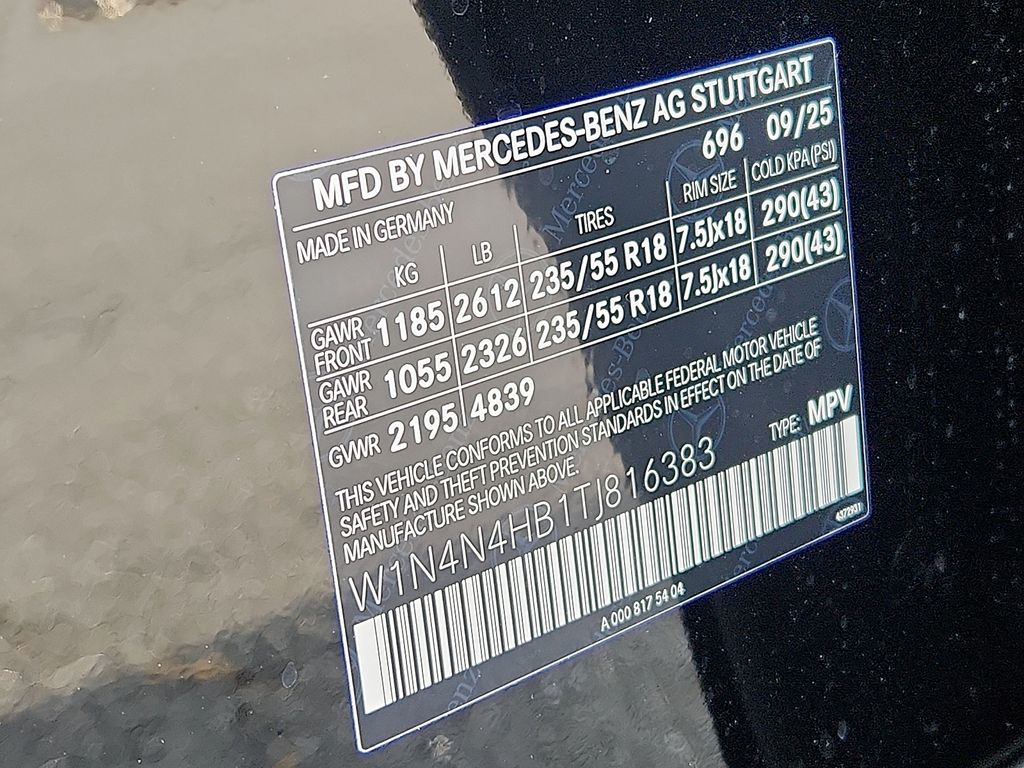 MFD BY MERCEDES-BENZ AG STUTTGART
MADE IN GERMANY 696 09/25
KG LB TIRES RIM SIZE COLD KPA(PSI)
GAWR FRONT 1185 2612 235/55 R18 7.5Jx18 290(43)
GAWR REAR 1055 2326 235/55 R18 7.5Jx18 290(43)
GVWR 2195 4839
THIS VEHICLE CONFORMS TO ALL APPLICABLE FEDERAL MOTOR VEHICLE
SAFETY AND THEFT PREVENTION STANDARDS IN EFFECT ON THE DATE OF
MANUFACTURE SHOWN ABOVE.
TYPE: MPV
W1N4N4HB1TJ816383
4372931
A 000 817 54 04